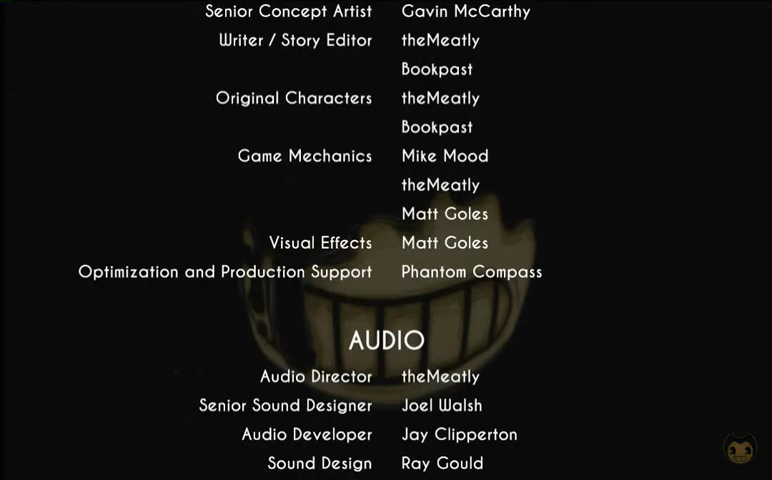 Senior Concept Artist Gavin McCarthy
Writer / Story Editor theMeatly
Bookpast
Original Characters theMeatly
Bookpast
Game Mechanics Mike Mood
theMeatly
Matt Goles
Visual Effects Matt Goles
Optimization and Production Support Phantom Compass
AUDIO
Audio Director theMeatly
Senior Sound Designer Joel Walsh
Audio Developer Jay Clipperton
Sound Design Ray Gould